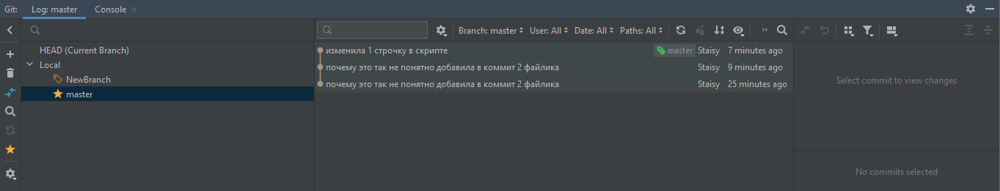 Git: Log: master Console
Branch: master User: All Date: All Paths: All
HEAD (Current Branch)
Local
NewBranch
master
изменила 1 строчку в скрипте master Staisy 7 minutes ago
почему это так не понятно добавила в коммит 2 файлика Staisy 9 minutes ago
почему это так не понятно добавила в коммит 2 файлика Staisy 25 minutes ago
Select commit to view changes
No commits selected